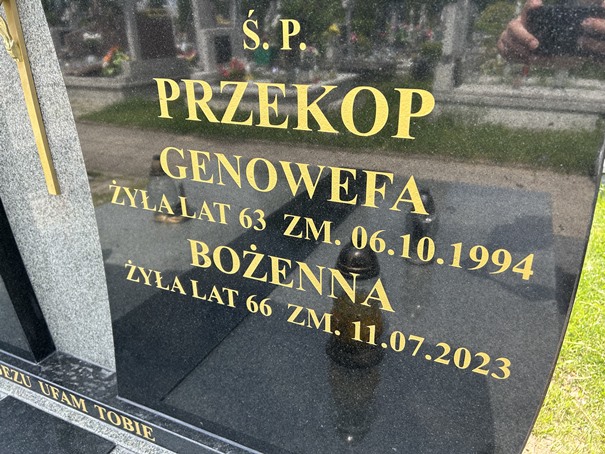 Ś. P.
PRZEKOP
GENOWEFA
ŻYŁA LAT 63 ZM. 06.10.1994
BOŻENNA
ŻYŁA LAT 66 ZM. 11.07.2023
UFAM TOBIE